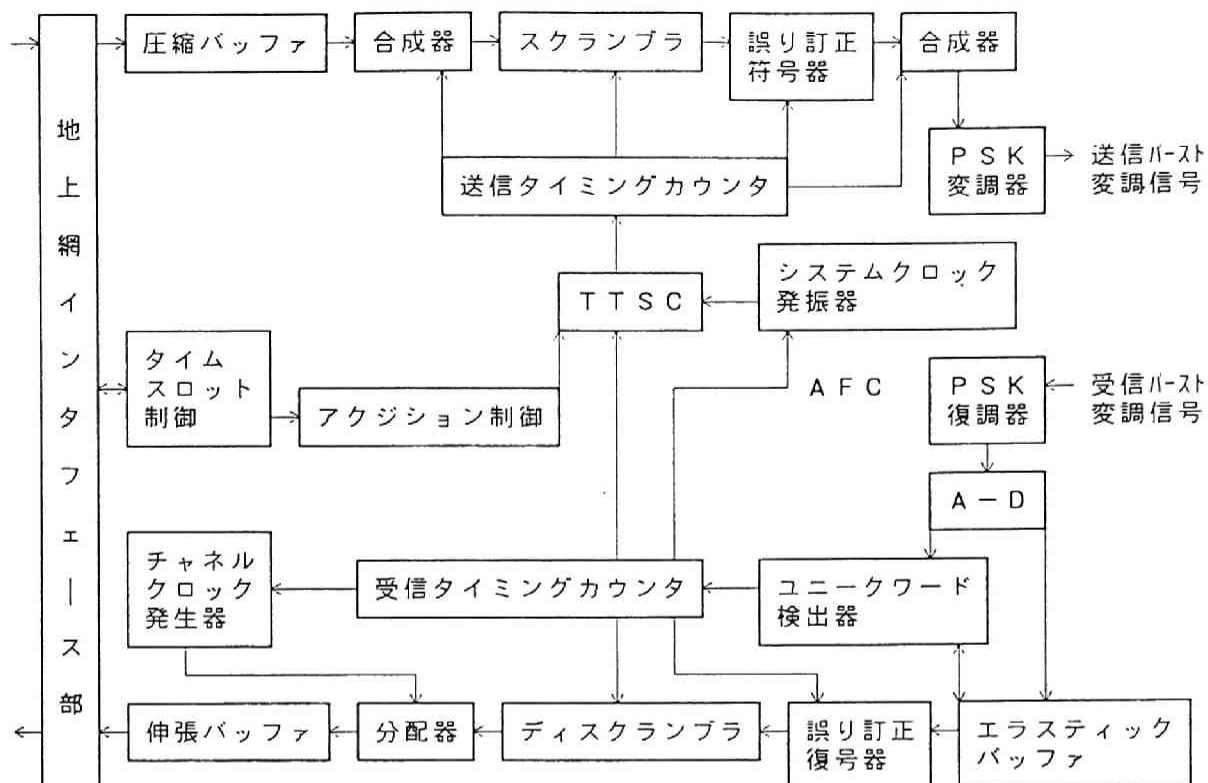 圧縮バッファ
合成器
スクランブラ
誤り訂正
符号器
合成器
地上網インタフェース部
PSK
変調器
送信バースト
変調信号
送信タイミングカウンタ
システムクロック
発振器
TTSC
タイム
スロット
制御
アクジション制御
AFC
PSK
復調器
受信バースト
変調信号
A-D
チャネル
クロック
発生器
受信タイミングカウンタ
ユニークワード
検出器
伸張バッファ
分配器
ディスクランブラ
誤り訂正
復号器
エラスティック
バッファ